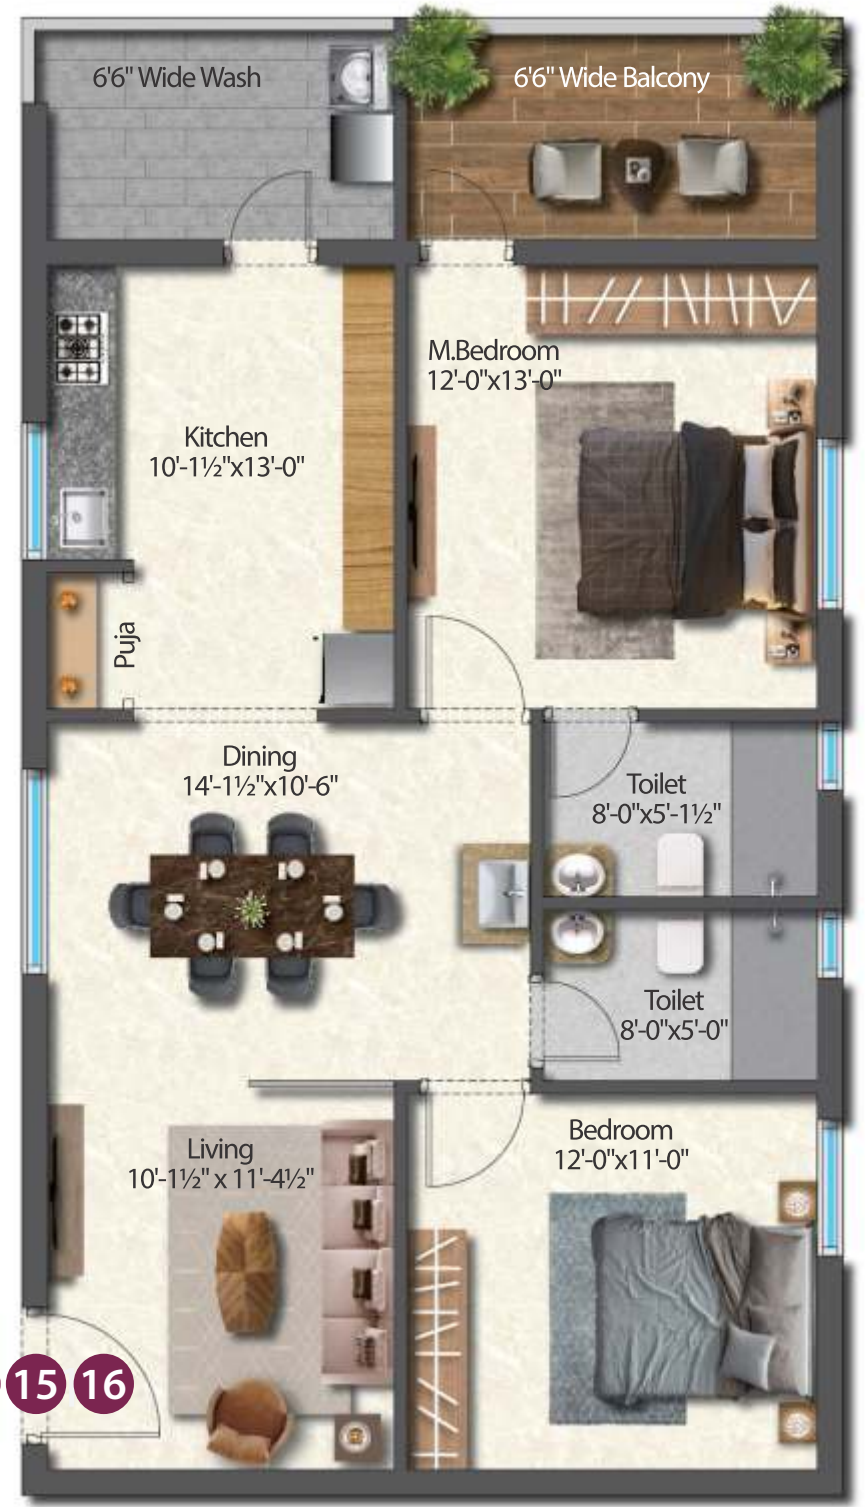 6'6" Wide Wash
6'6" Wide Balcony
M.Bedroom
12'-0"x13'-0"
Kitchen
10'-1½"x13'-0"
Puja
Dining
14'-1½"x10'-6"
Toilet
8'-0"x5'-1½"
Toilet
8'-0"x5'-0"
Living
10'-1½" x 11'-4½"
Bedroom
12'-0"x11'-0"
15 16